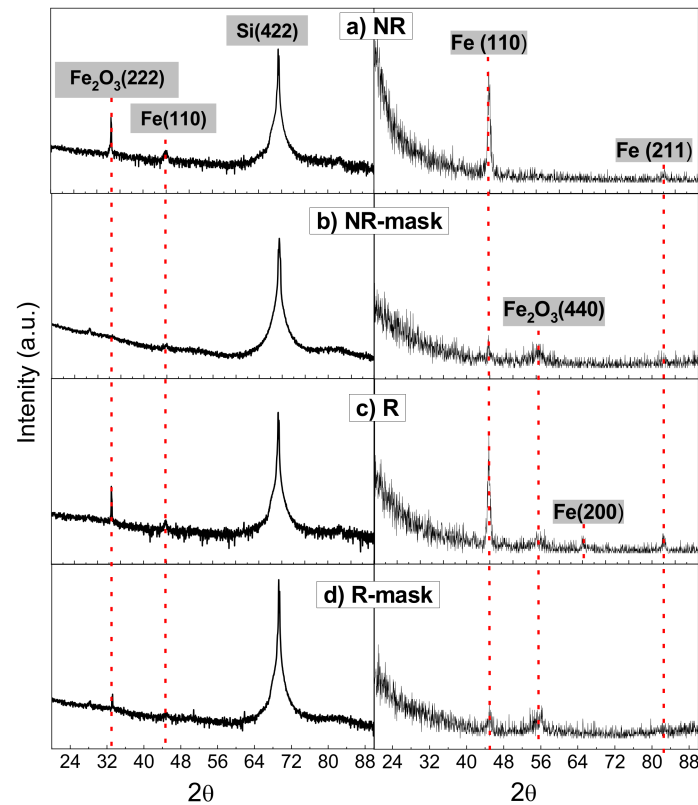 Si(422)
a) NR
Fe (110)
Fe₂O₃(222)
Fe(110)
Fe (211)
b) NR-mask
Fe₂O₃(440)
Intenity (a.u.)
c) R
Fe(200)
d) R-mask
24 32 40 48 56 64 72 80 88 24 32 40 48 56 64 72 80 88
2θ 2θ